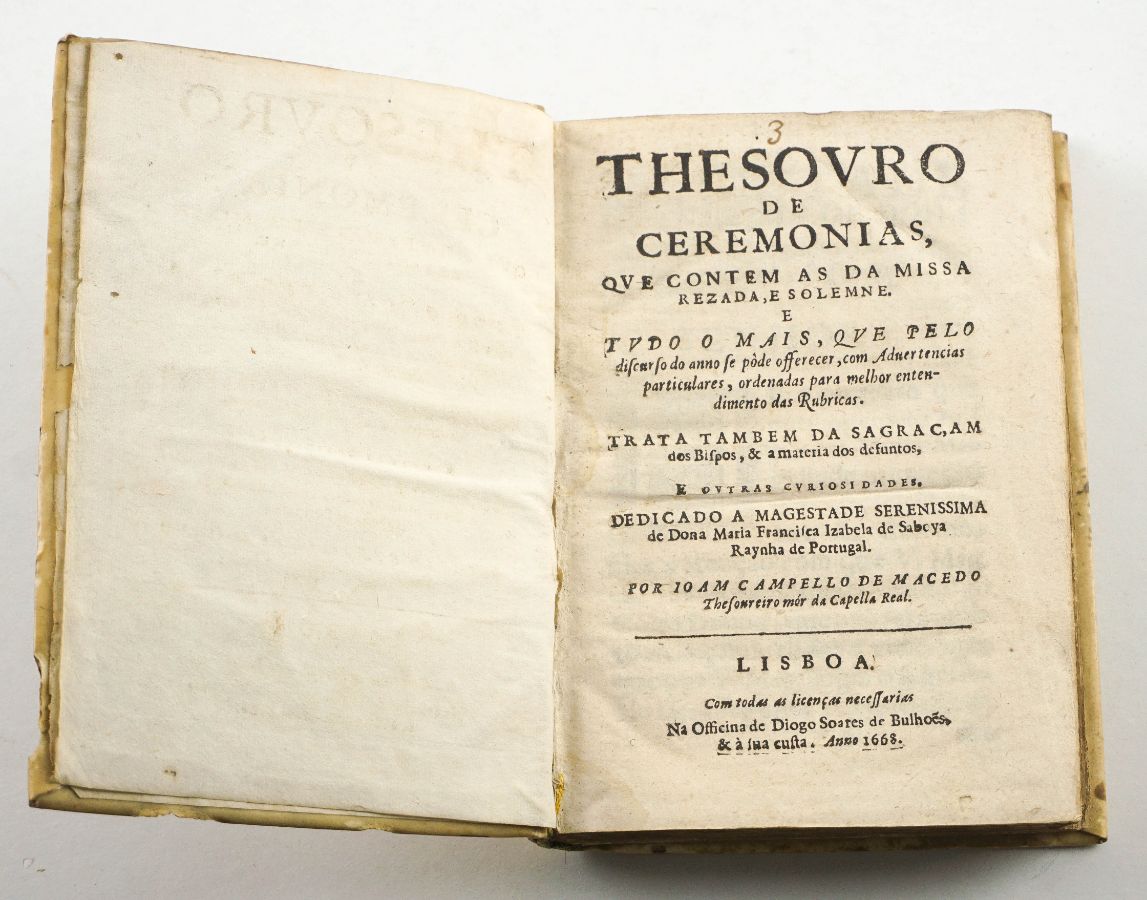 3
THESOVRO
DE
CEREMONIAS,
QVE CONTEM AS DA MISSA
REZADA, E SOLEMNE.
E
TVDO O MAIS, QVE PELO
diſcurſo do anno ſe pòde offerecer, com Aduertencias
particulares, ordenadas para melhor enten-
dimento das Rubricas.
TRATA TAMBEM DA SAGRAC,AM
dos Biſpos, & a materia dos defuntos,
E OVTRAS CVRIOSIDADES.
DEDICADO A MAGESTADE SERENISSIMA
de Dona Maria Franciſca Izabela de Saboya
Raynha de Portugal.
POR IOAM CAMPELLO DE MACEDO
Theſoureiro mór da Capella Real.
LISBOA.
Com todas as licenças neceſſarias
Na Officina de Diogo Soares de Bulhoẽs,
& à ſua cuſta. Anno 1668.